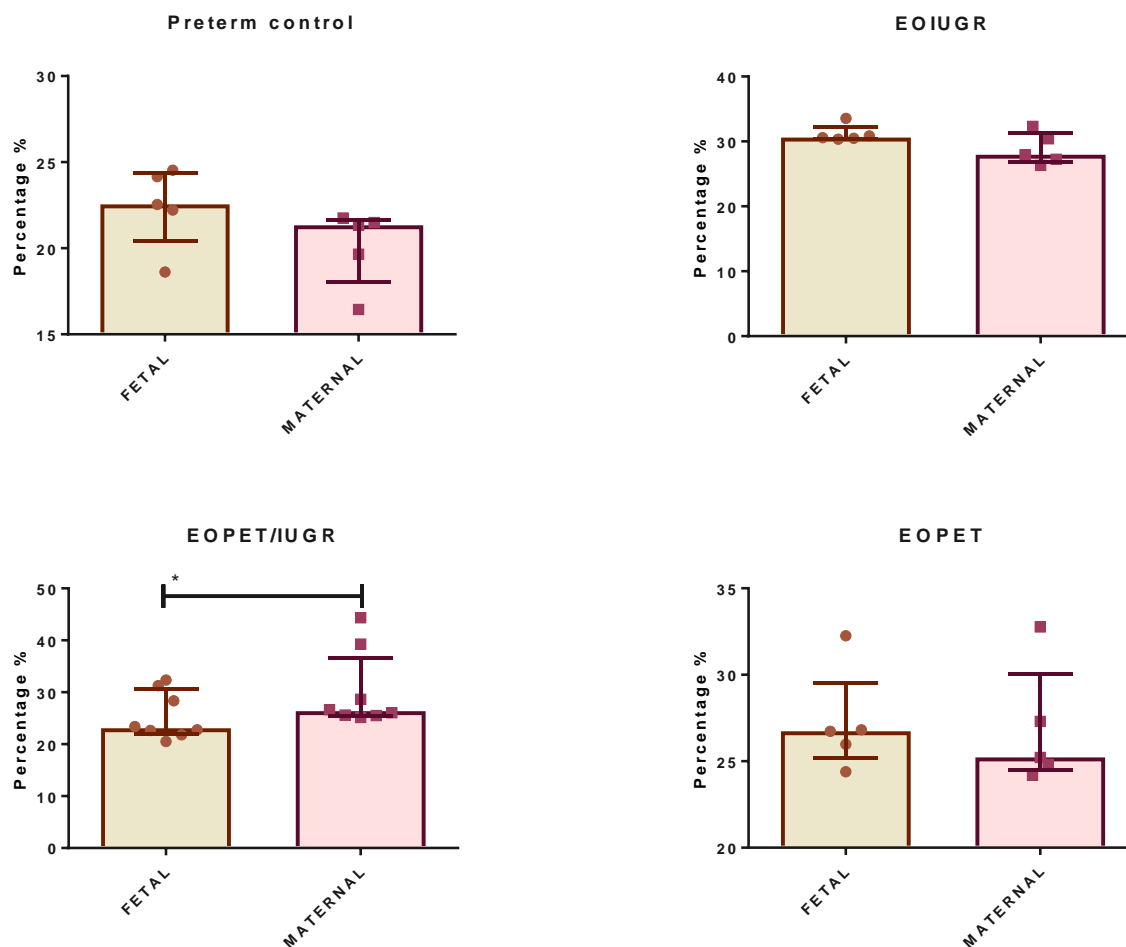 Preterm control
Percentage %
30
25
20
15
FETAL
MATERNAL
EOIUGR
Percentage %
40
30
20
10
0
FETAL
MATERNAL
EOPET/IUGR
*
Percentage %
50
40
30
20
10
0
FETAL
MATERNAL
EOPET
Percentage %
35
30
25
20
FETAL
MATERNAL